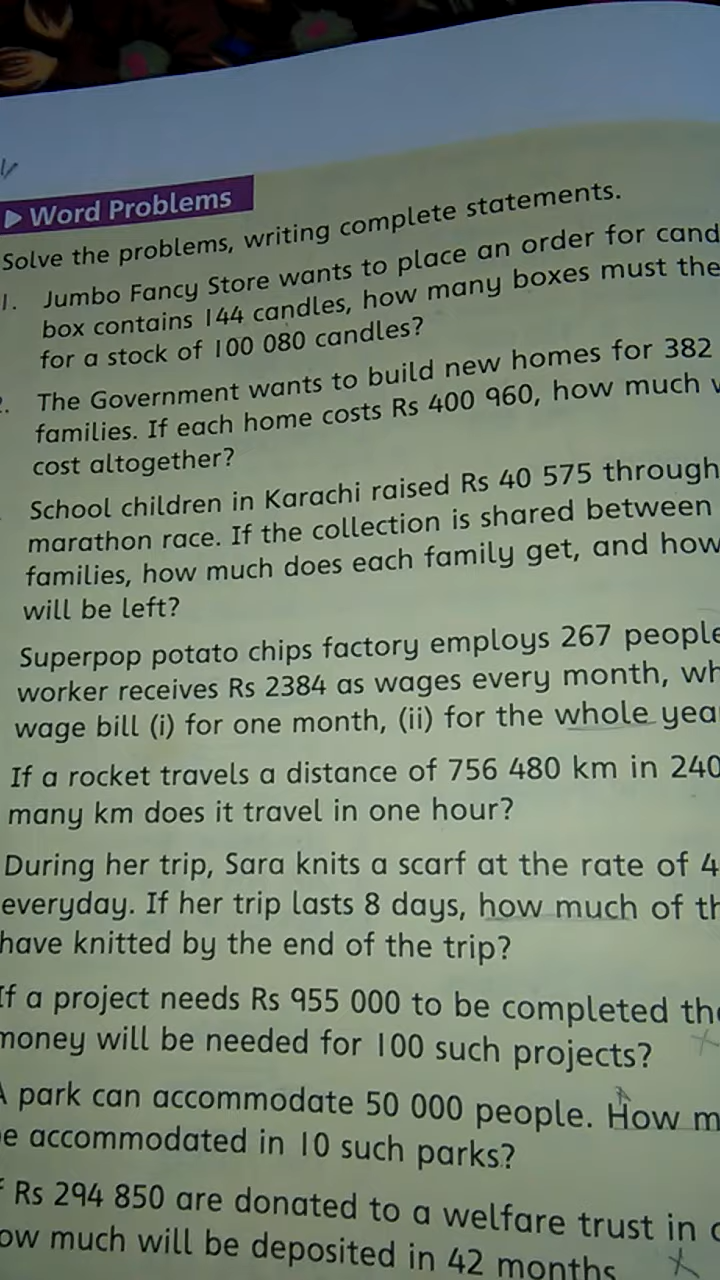 Word Problems
Solve the problems, writing complete statements.
1. Jumbo Fancy Store wants to place an order for cand
box contains 144 candles, how many boxes must the
for a stock of 100 080 candles?
. The Government wants to build new homes for 382
families. If each home costs Rs 400 960, how much
cost altogether?
School children in Karachi raised Rs 40 575 through
marathon race. If the collection is shared between
families, how much does each family get, and how
will be left?
Superpop potato chips factory employs 267 people
worker receives Rs 2384 as wages every month, wh
wage bill (i) for one month, (ii) for the whole yea
If a rocket travels a distance of 756 480 km in 240
many km does it travel in one hour?
During her trip, Sara knits a scarf at the rate of 4
everyday. If her trip lasts 8 days, how much of th
have knitted by the end of the trip?
If a project needs Rs 955 000 to be completed the
money will be needed for 100 such projects?
A park can accommodate 50 000 people. How m
e accommodated in 10 such parks?
Rs 294 850 are donated to a welfare trust in
ow much will be deposited in 42 months